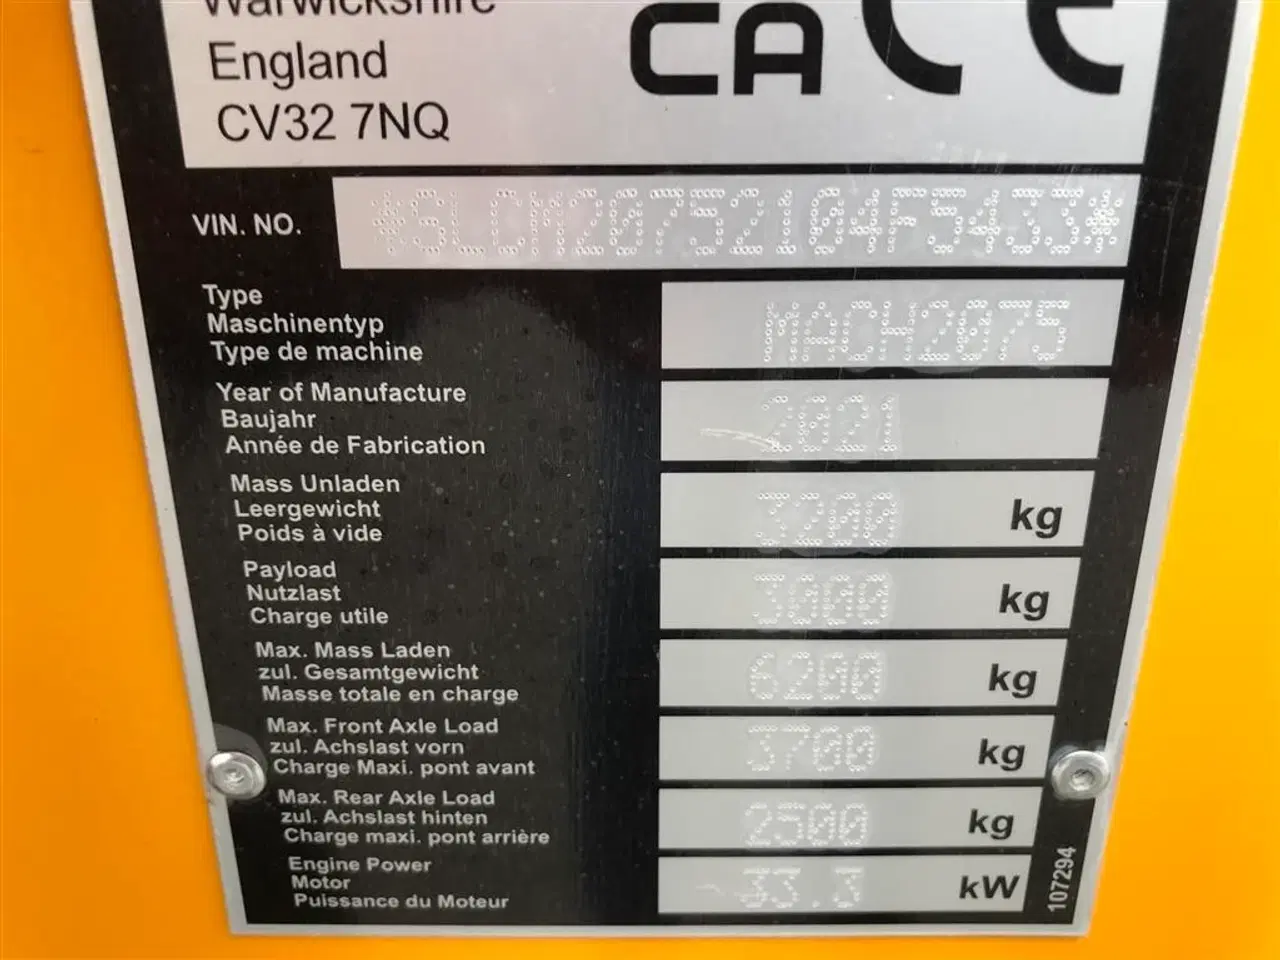 Warwickshire
England
CV32 7NQ
CA CE
VIN. NO. *SLCM20752104F5433*
Type
Maschinentyp
Type de machine
MACH2075
Year of Manufacture
Baujahr
Année de Fabrication
2021
Mass Unladen
Leergewicht
Poids à vide
3200 kg
Payload
Nutzlast
Charge utile
3000 kg
Max. Mass Laden
zul. Gesamtgewicht
Masse totale en charge
6200 kg
Max. Front Axle Load
zul. Achslast vorn
Charge Maxi. pont avant
3700 kg
Max. Rear Axle Load
zul. Achslast hinten
Charge maxi. pont arrière
2500 kg
Engine Power
Motor
Puissance du Moteur
33.3 kW
107294